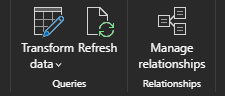 Transform Refresh
data
Manage
relationships
Queries
Relationships